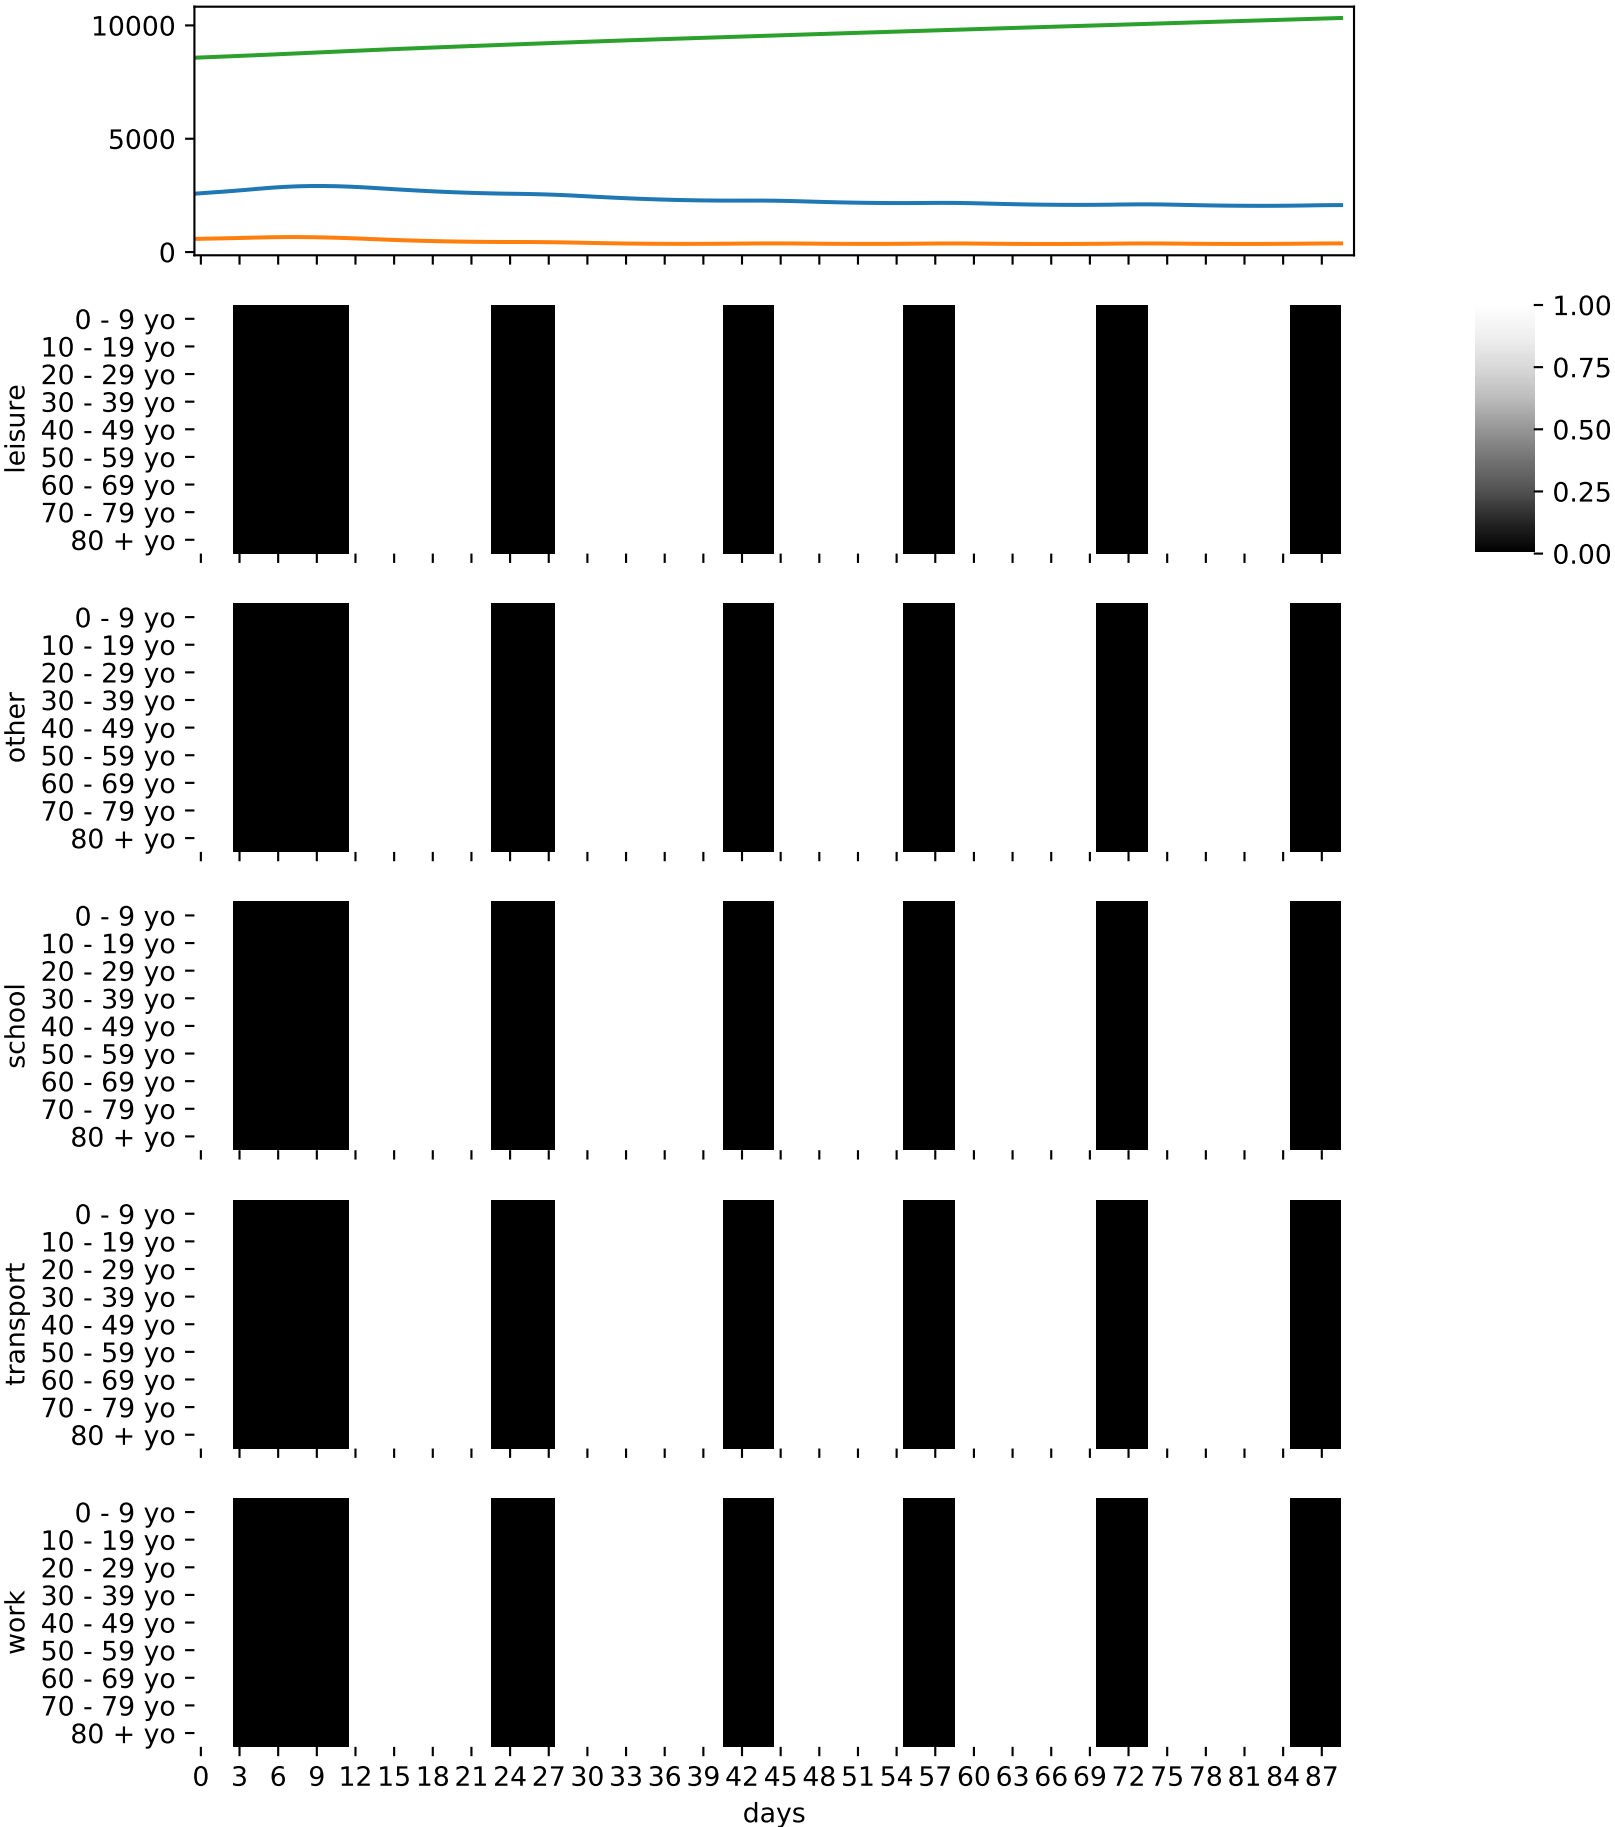 10000
5000
0
leisure
0 - 9 yo
10 - 19 yo
20 - 29 yo
30 - 39 yo
40 - 49 yo
50 - 59 yo
60 - 69 yo
70 - 79 yo
80 + yo
1.00
0.75
0.50
0.25
0.00
other
0 - 9 yo
10 - 19 yo
20 - 29 yo
30 - 39 yo
40 - 49 yo
50 - 59 yo
60 - 69 yo
70 - 79 yo
80 + yo
school
0 - 9 yo
10 - 19 yo
20 - 29 yo
30 - 39 yo
40 - 49 yo
50 - 59 yo
60 - 69 yo
70 - 79 yo
80 + yo
transport
0 - 9 yo
10 - 19 yo
20 - 29 yo
30 - 39 yo
40 - 49 yo
50 - 59 yo
60 - 69 yo
70 - 79 yo
80 + yo
work
0 - 9 yo
10 - 19 yo
20 - 29 yo
30 - 39 yo
40 - 49 yo
50 - 59 yo
60 - 69 yo
70 - 79 yo
80 + yo
0 3 6 9 12 15 18 21 24 27 30 33 36 39 42 45 48 51 54 57 60 63 66 69 72 75 78 81 84 87
days